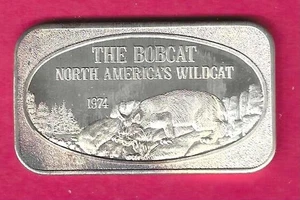 THE BOBCAT
NORTH AMERICA'S WILDCAT
1974